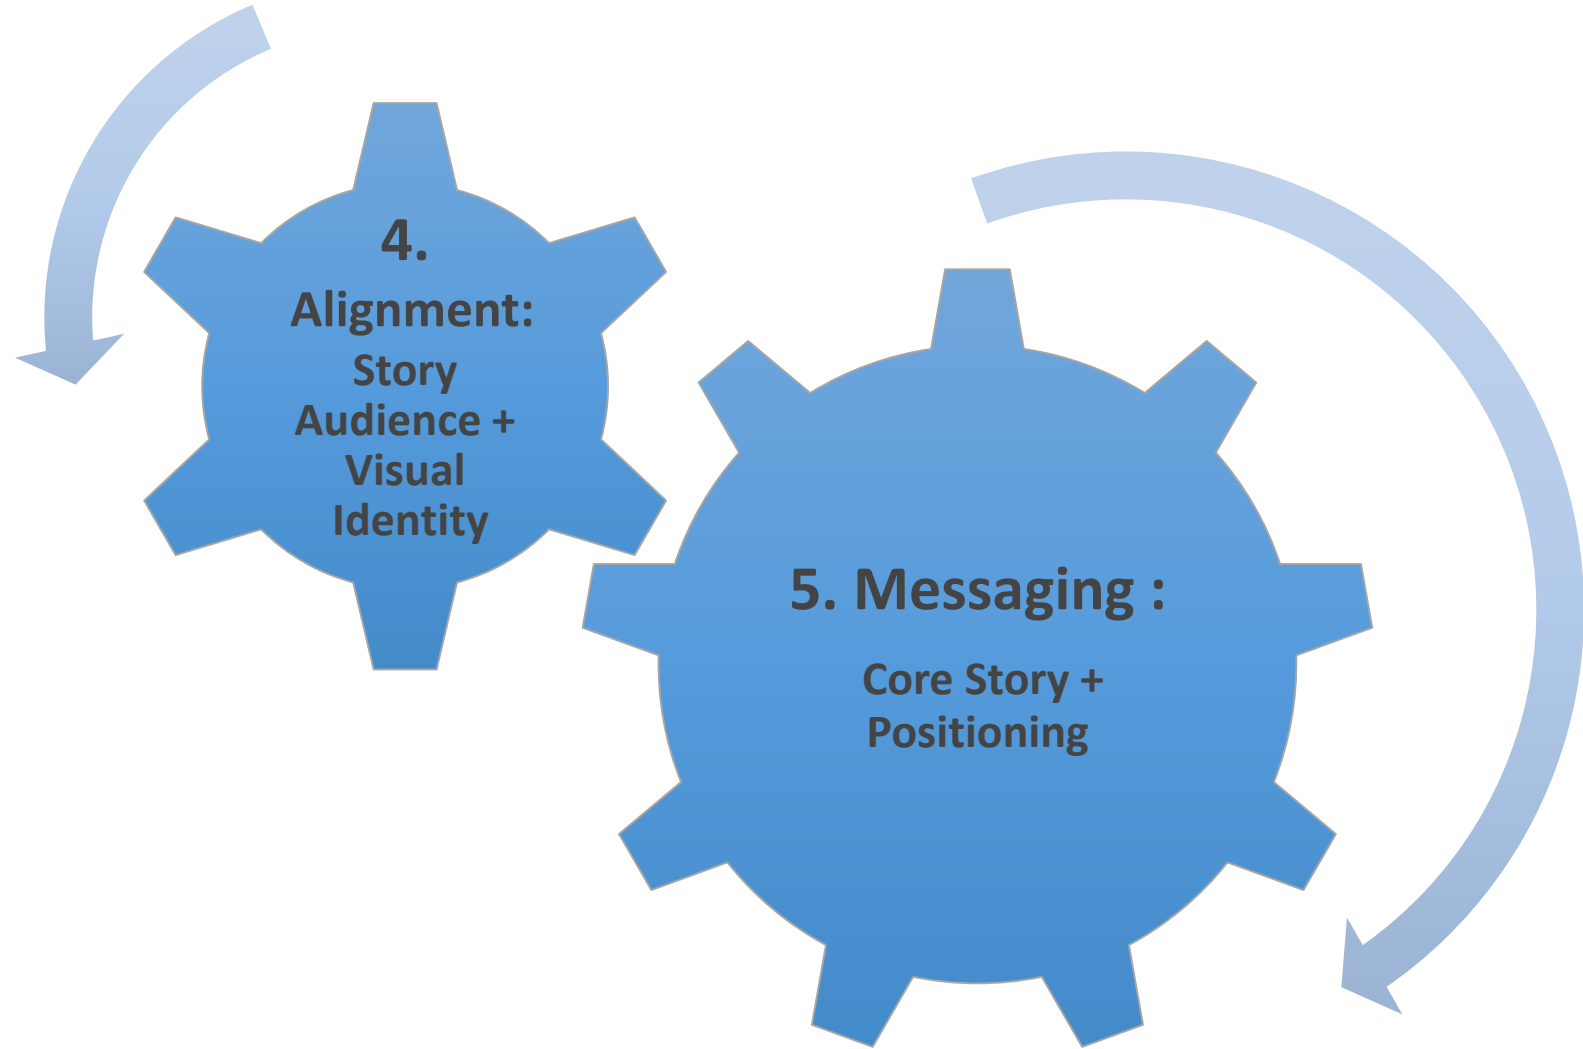 4.
Alignment:
Story
Audience +
Visual
Identity
5. Messaging :
Core Story +
Positioning